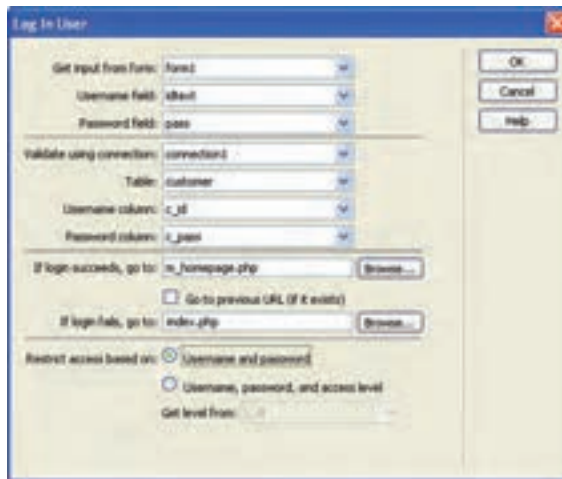 Log In User
Get input from form: form1
Username field: idtext
Password field: pass
Validate using connection: connection1
Table: customer
Username column: c_id
Password column: c_pass
If login succeeds, go to: m_homepage.php Browse...
Go to previous URL (if it exists)
If login fails, go to: index.php Browse...
Restrict access based on: Username and password
Username, password, and access level
Get level from:
OK
Cancel
Help